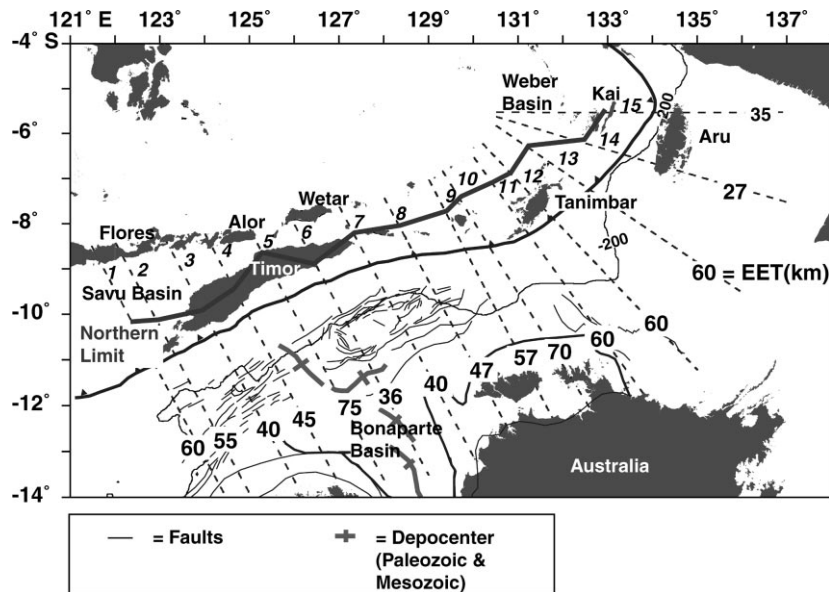 121° E 123° 125° 127° 129° 131° 133° 135° 137°
-4° S
Weber
Basin
Kai
15
200
35
14
Aru
-6°
13
10
12
11
27
Wetar
9
Tanimbar
-8°
Flores
Alor
5
6
7
8
-200
1
2
3
4
Timor
60 = EET(km)
Savu Basin
-10°
Northern
Limit
60
60
57
70
47
40
-12°
75
36
45
40
55
60
Bonaparte
Basin
Australia
-14°
= Faults
= Depocenter
(Paleozoic &
Mesozoic)